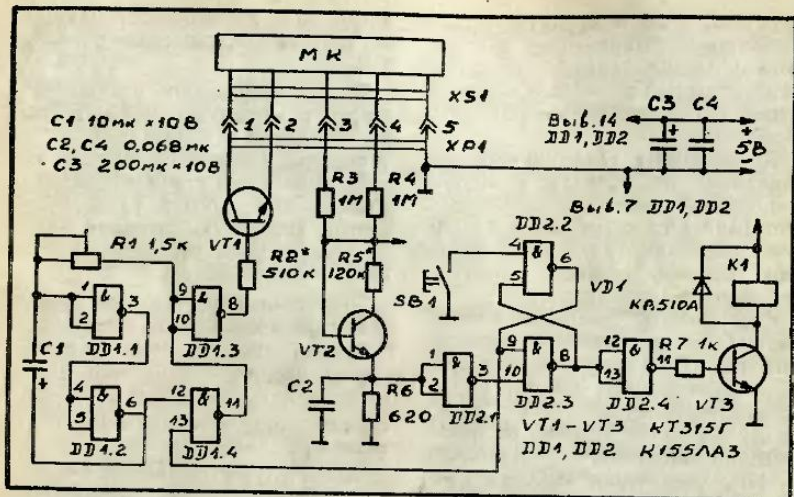 МК
XS1
1 2 3 4 5
XP1
C1 10мк×10В
C2, C4 0,068мк
C3 200мк×10В
Выв. 14
DD1, DD2
C3 C4
+
+
5В
-
Выв. 7 DD1, DD2
R3
1М
R4
1М
VT1
R2*
510к
R5*
120к
R1 1,5к
DD2.2
4 & 6
5
SB1
VD1
КД510А
K1
1 & 3
2
DD1.1
9 & 8
10
DD1.3
C1
+
VT2
C2
R6
620
1 & 3
2
DD2.1
9 & 8
10
DD2.3
12 & 11
13
DD2.4
R7 1к
VT3
4 & 6
5
DD1.2
12 & 11
13
DD1.4
VT1-VT3 КТ315Г
DD1, DD2 К155ЛА3